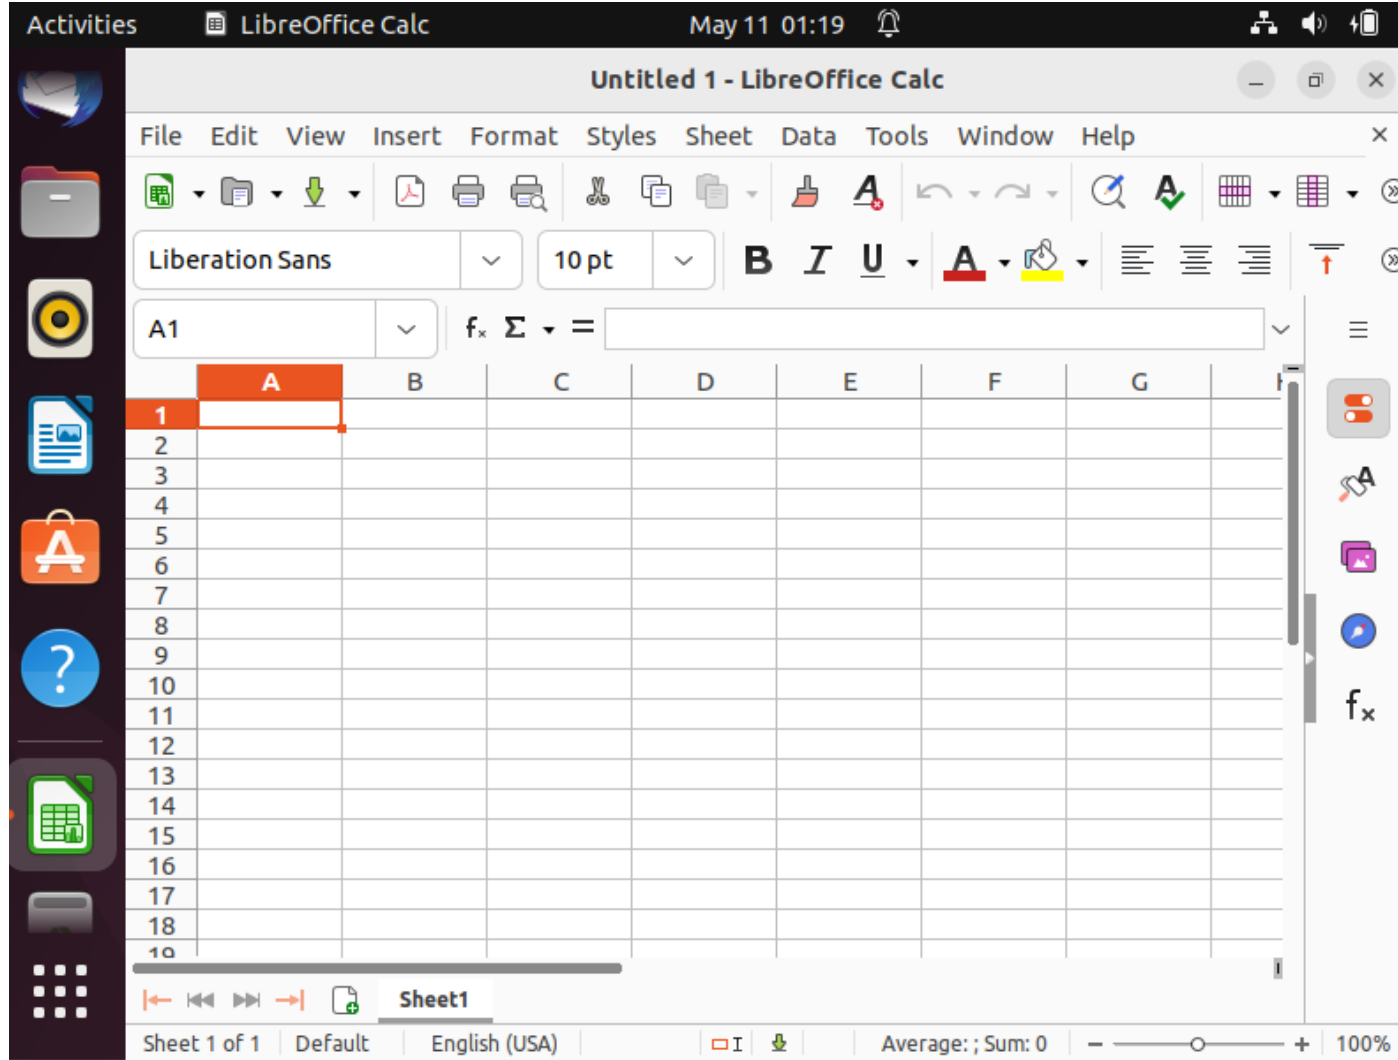 Activities LibreOffice Calc May 11 01:19
Untitled 1 - LibreOffice Calc
File Edit View Insert Format Styles Sheet Data Tools Window Help
Liberation Sans 10 pt B I U A
A1 fx Σ =
A B C D E F G
1
2
3
4
5
6
7
8
9
10
11
12
13
14
15
16
17
18
19
Sheet1
Sheet 1 of 1 Default English (USA) Average: ; Sum: 0 100%